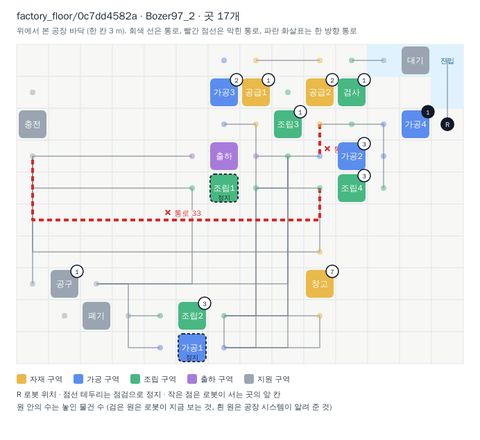 factory_floor/0c7dd4582a · Bozer97_2 · 곳 17개
위에서 본 공장 바닥 (한 칸 3 m). 회색 선은 통로, 빨간 점선은 막힌 통로, 파란 화살표는 한 방향 통로
대기
진입
2 1 2 1
가공3 공급1 공급2 검사
1 1
충전 조립3 가공4 R
3
출하 가공2
3
조립1 조립4
정지
통로 33
1 7
공구 창고
3
폐기 조립2
가공1
정지
자재 구역 가공 구역 조립 구역 출하 구역 지원 구역
R 로봇 위치 · 점선 테두리는 점검으로 정지 · 작은 점은 로봇이 서는 곳의 앞 칸
원 안의 수는 놓인 물건 수 (검은 원은 로봇이 지금 보는 것, 흰 원은 공장 시스템이 알려 준 것)